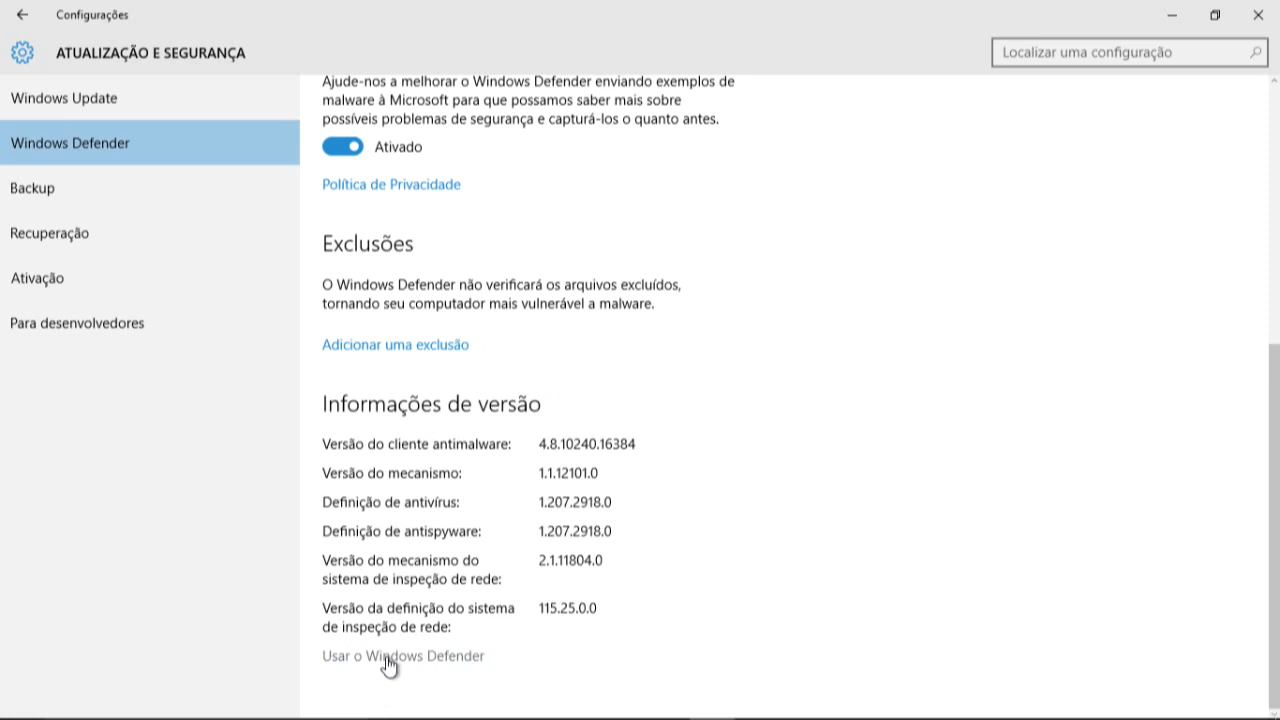 Configurações
ATUALIZAÇÃO E SEGURANÇA
Localizar uma configuração
Windows Update
Windows Defender
Backup
Recuperação
Ativação
Para desenvolvedores
Ajude-nos a melhorar o Windows Defender enviando exemplos de
malware à Microsoft para que possamos saber mais sobre
possíveis problemas de segurança e capturá-los o quanto antes.
Ativado
Política de Privacidade
Exclusões
O Windows Defender não verificará os arquivos excluídos,
tornando seu computador mais vulnerável a malware.
Adicionar uma exclusão
Informações de versão
Versão do cliente antimalware: 4.8.10240.16384
Versão do mecanismo: 1.1.12101.0
Definição de antivírus: 1.207.2918.0
Definição de antispyware: 1.207.2918.0
Versão do mecanismo do 2.1.11804.0
sistema de inspeção de rede:
Versão da definição do sistema 115.25.0.0
de inspeção de rede:
Usar o Windows Defender